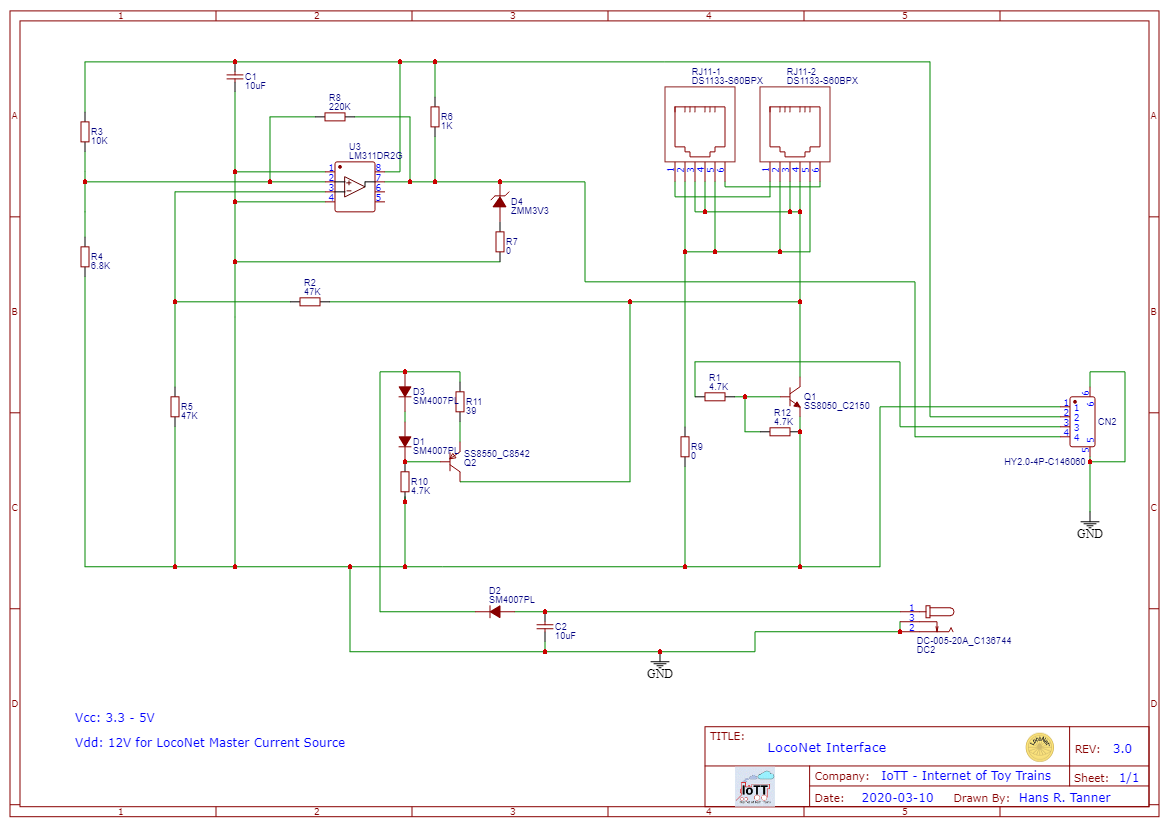 1 2 3 4 5
A A
B B
C C
D D
1 2 3 4 5
C1
10uF
R8
220K
R3
10K
R6
1K
U3
LM311DR2G
1
2
3
4
8
7
6
5
D4
ZMM3V3
R7
0
R4
6.8K
R2
47K
R5
47K
RJ11-1
DS1133-S60BPX
1 2 3 4 5 6
RJ11-2
DS1133-S60BPX
1 2 3 4 5 6
D3
SM4007PL
R11
39
D1
SM4007PL
SS8550_C8542
Q2
R10
4.7K
R1
4.7K
Q1
SS8050_C2150
R12
4.7K
R9
0
1 1
2 2
3 3
4 4
6 6
5 5
CN2
HY2.0-4P-C146060
GND
D2
SM4007PL
C2
10uF
GND
1
3
2
DC-005-20A_C136744
DC2
Vcc: 3.3 - 5V
Vdd: 12V for LocoNet Master Current Source
TITLE:
LocoNet Interface
LocoNet
REV: 3.0
IoTT
Company: IoTT - Internet of Toy Trains
Sheet: 1/1
Date: 2020-03-10 Drawn By: Hans R. Tanner